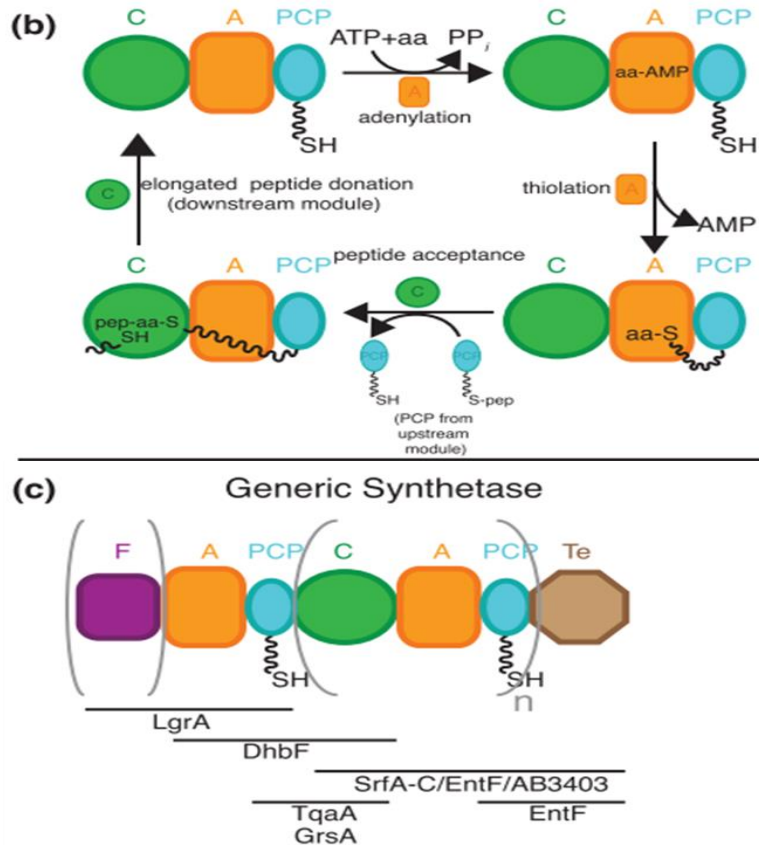 (b)
C A PCP
ATP+aa PPi
A
adenylation
C A PCP
aa-AMP
SH
SH
C
elongated peptide donation
(downstream module)
thiolation
A
AMP
peptide acceptance
C
C A PCP
pep-aa-S
SH
C A PCP
aa-S
PCP
PCP
SH
S-pep
(PCP from
upstream
module)
(c)
Generic Synthetase
F A PCP C A PCP Te
SH
SH
n
LgrA
DhbF
SrfA-C/EntF/AB3403
TqaA
GrsA
EntF